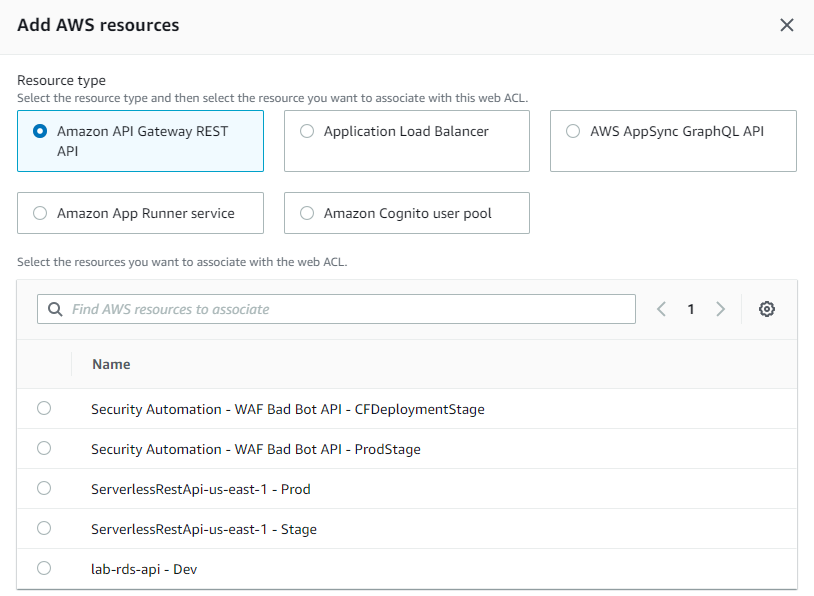 Add AWS resources
Resource type
Select the resource type and then select the resource you want to associate with this web ACL.
Amazon API Gateway REST
API
Application Load Balancer
AWS AppSync GraphQL API
Amazon App Runner service
Amazon Cognito user pool
Select the resources you want to associate with the web ACL.
Find AWS resources to associate
1
Name
Security Automation - WAF Bad Bot API - CFDeploymentStage
Security Automation - WAF Bad Bot API - ProdStage
ServerlessRestApi-us-east-1 - Prod
ServerlessRestApi-us-east-1 - Stage
lab-rds-api - Dev